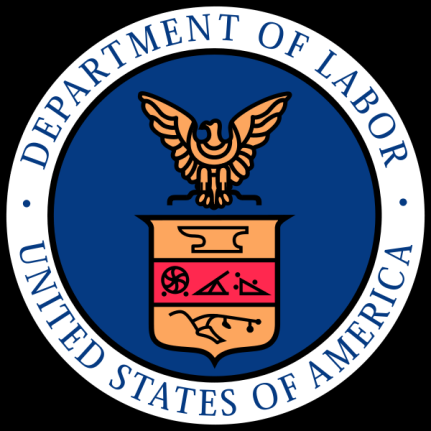 DEPARTMENT OF LABOR
UNITED STATES OF AMERICA